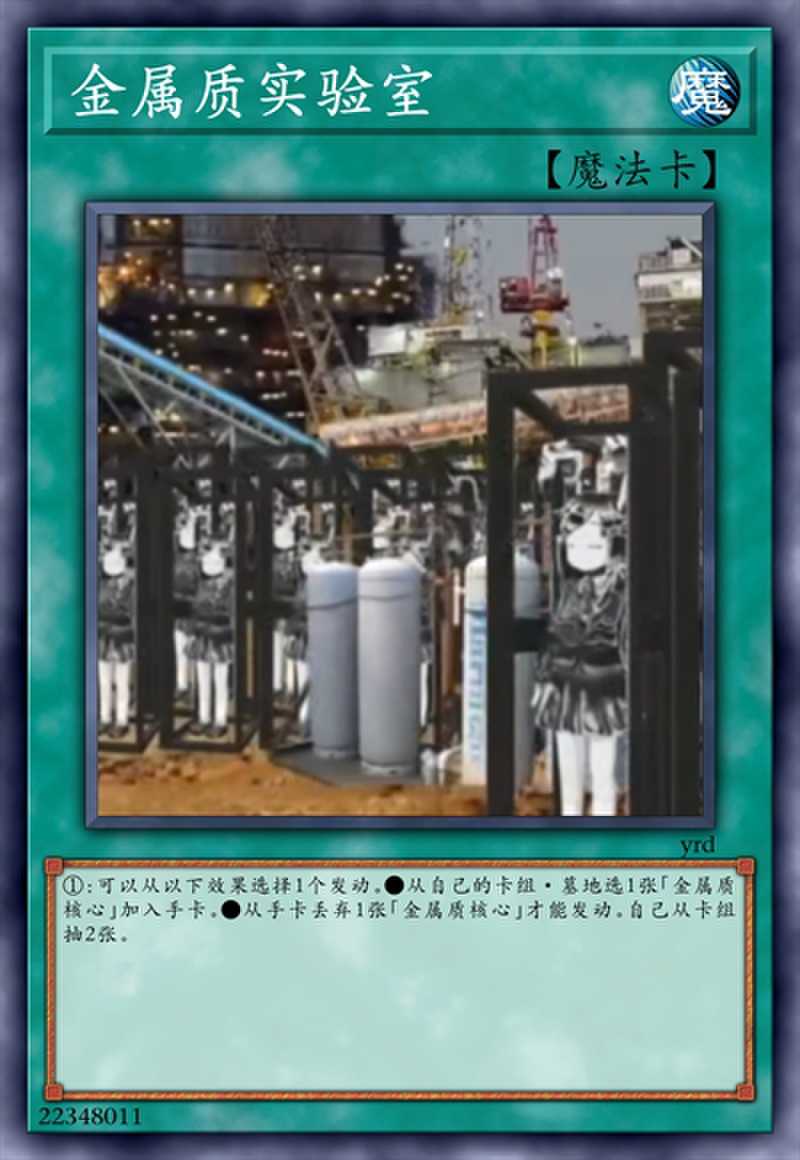 金属质实验室
魔
【魔法卡】
yrd
①:可以从以下效果选择1个发动。●从自己的卡组·墓地选1张「金属质
核心」加入手卡。●从手卡丢弃1张「金属质核心」才能发动。自己从卡组
抽2张。
22348011